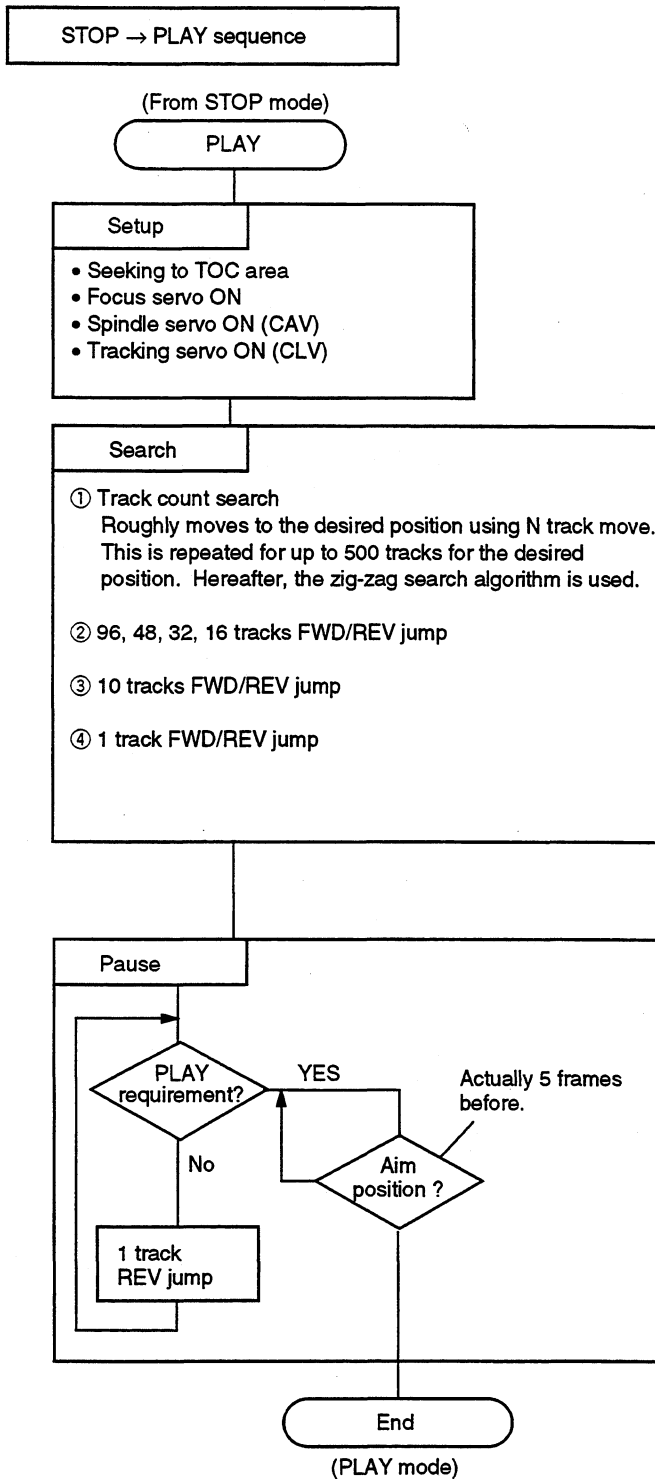 STOP → PLAY sequence
(From STOP mode)
PLAY
Setup
• Seeking to TOC area
• Focus servo ON
• Spindle servo ON (CAV)
• Tracking servo ON (CLV)
Search
① Track count search
Roughly moves to the desired position using N track move.
This is repeated for up to 500 tracks for the desired
position. Hereafter, the zig-zag search algorithm is used.
② 96, 48, 32, 16 tracks FWD/REV jump
③ 10 tracks FWD/REV jump
④ 1 track FWD/REV jump
Pause
PLAY
requirement?
YES
Actually 5 frames
before.
No
Aim
position ?
1 track
REV jump
End
(PLAY mode)